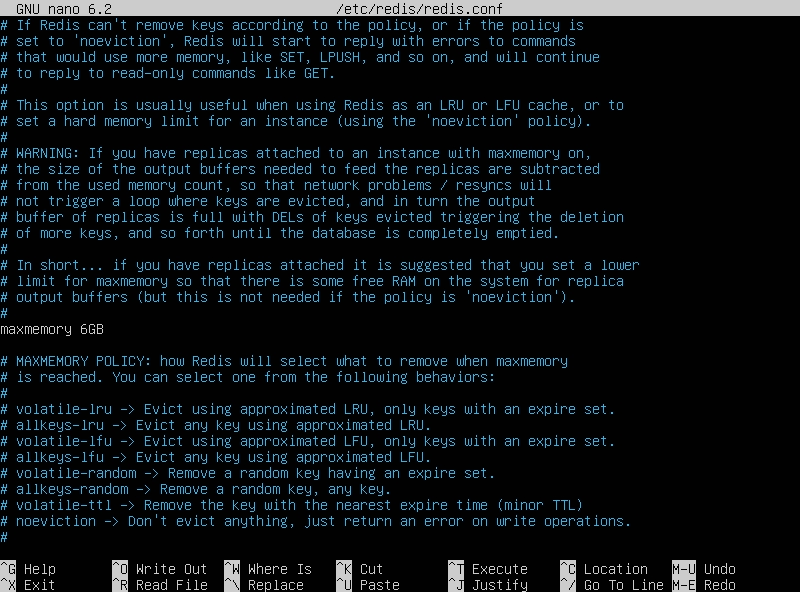 GNU nano 6.2 /etc/redis/redis.conf
# If Redis can't remove keys according to the policy, or if the policy is
# set to 'noeviction', Redis will start to reply with errors to commands
# that would use more memory, like SET, LPUSH, and so on, and will continue
# to reply to read-only commands like GET.
#
# This option is usually useful when using Redis as an LRU or LFU cache, or to
# set a hard memory limit for an instance (using the 'noeviction' policy).
#
# WARNING: If you have replicas attached to an instance with maxmemory on,
# the size of the output buffers needed to feed the replicas are subtracted
# from the used memory count, so that network problems / resyncs will
# not trigger a loop where keys are evicted, and in turn the output
# buffer of replicas is full with DELs of keys evicted triggering the deletion
# of more keys, and so forth until the database is completely emptied.
#
# In short... if you have replicas attached it is suggested that you set a lower
# limit for maxmemory so that there is some free RAM on the system for replica
# output buffers (but this is not needed if the policy is 'noeviction').
#
maxmemory 6GB
# MAXMEMORY POLICY: how Redis will select what to remove when maxmemory
# is reached. You can select one from the following behaviors:
#
# volatile-lru -> Evict using approximated LRU, only keys with an expire set.
# allkeys-lru -> Evict any key using approximated LRU.
# volatile-lfu -> Evict using approximated LFU, only keys with an expire set.
# allkeys-lfu -> Evict any key using approximated LFU.
# volatile-random -> Remove a random key having an expire set.
# allkeys-random -> Remove a random key, any key.
# volatile-ttl -> Remove the key with the nearest expire time (minor TTL)
# noeviction -> Don't evict anything, just return an error on write operations.
#
^G Help ^O Write Out ^W Where Is ^K Cut ^T Execute ^C Location M-U Undo
^X Exit ^R Read File ^\ Replace ^U Paste ^J Justify ^/ Go To Line M-E Redo